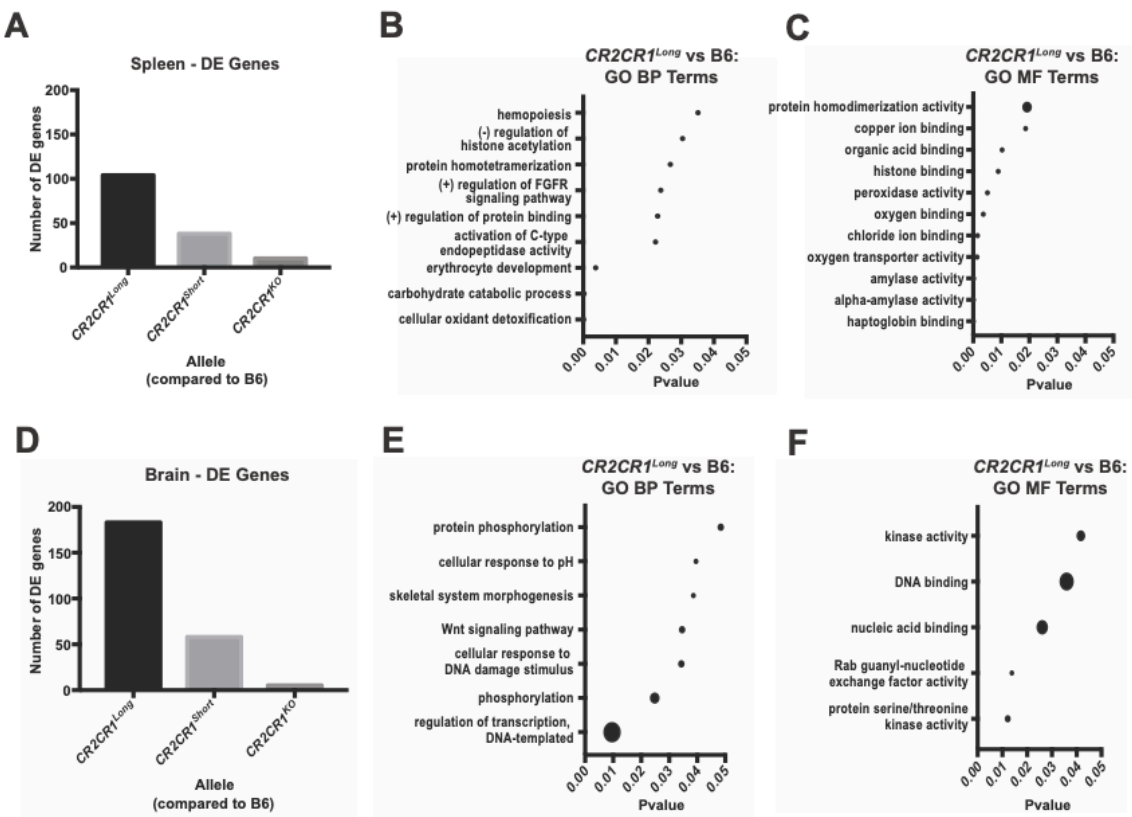 A
Spleen - DE Genes
Number of DE genes
200
150
100
50
0
CR2CR1Long
CR2CR1Short
CR2CR1KO
Allele
(compared to B6)
B
CR2CR1Long vs B6:
GO BP Terms
hemopoiesis
(-) regulation of
histone acetylation
protein homotetramerization
(+) regulation of FGFR
signaling pathway
(+) regulation of protein binding
activation of C-type
endopeptidase activity
erythrocyte development
carbohydrate catabolic process
cellular oxidant detoxification
0.00
0.01
0.02
0.03
0.04
0.05
Pvalue
C
CR2CR1Long vs B6:
GO MF Terms
protein homodimerization activity
copper ion binding
organic acid binding
histone binding
peroxidase activity
oxygen binding
chloride ion binding
oxygen transporter activity
amylase activity
alpha-amylase activity
haptoglobin binding
0.00
0.01
0.02
0.03
0.04
0.05
Pvalue
D
Brain - DE Genes
Number of DE genes
200
150
100
50
0
CR2CR1Long
CR2CR1Short
CR2CR1KO
Allele
(compared to B6)
E
CR2CR1Long vs B6:
GO BP Terms
protein phosphorylation
cellular response to pH
skeletal system morphogenesis
Wnt signaling pathway
cellular response to
DNA damage stimulus
phosphorylation
regulation of transcription,
DNA-templated
0.00
0.01
0.02
0.03
0.04
0.05
Pvalue
F
CR2CR1Long vs B6:
GO MF Terms
kinase activity
DNA binding
nucleic acid binding
Rab guanyl-nucleotide
exchange factor activity
protein serine/threonine
kinase activity
0.00
0.01
0.02
0.03
0.04
0.05
Pvalue